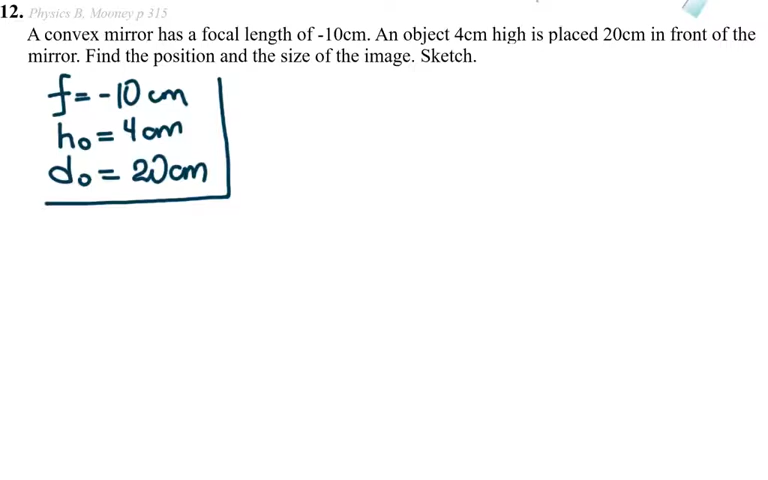 12. Physics B, Mooney p 315
A convex mirror has a focal length of -10cm. An object 4cm high is placed 20cm in front of the
mirror. Find the position and the size of the image. Sketch.
f = -10 cm
ho = 4 cm
do = 20 cm